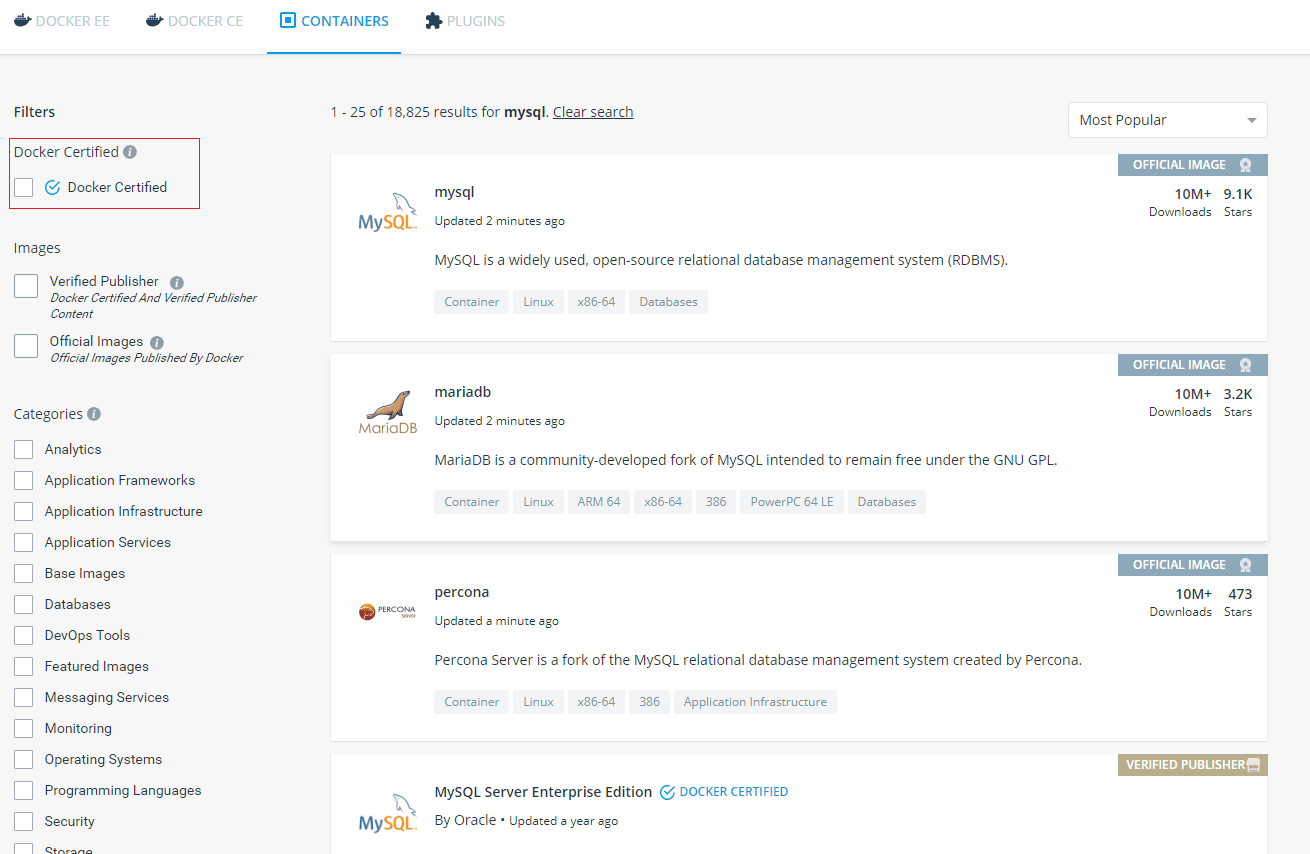 DOCKER EE
DOCKER CE
CONTAINERS
PLUGINS
Filters
Docker Certified
Docker Certified
Images
Verified Publisher
Docker Certified And Verified Publisher
Content
Official Images
Official Images Published By Docker
Categories
Analytics
Application Frameworks
Application Infrastructure
Application Services
Base Images
Databases
DevOps Tools
Featured Images
Messaging Services
Monitoring
Operating Systems
Programming Languages
Security
Storage
1 - 25 of 18,825 results for mysql. Clear search
Most Popular
OFFICIAL IMAGE
MySQL
mysql
Updated 2 minutes ago
10M+ 9.1K
Downloads Stars
MySQL is a widely used, open-source relational database management system (RDBMS).
Container Linux x86-64 Databases
OFFICIAL IMAGE
MariaDB
mariadb
Updated 2 minutes ago
10M+ 3.2K
Downloads Stars
MariaDB is a community-developed fork of MySQL intended to remain free under the GNU GPL.
Container Linux ARM 64 x86-64 386 PowerPC 64 LE Databases
OFFICIAL IMAGE
PERCONA
SERVER
percona
Updated a minute ago
10M+ 473
Downloads Stars
Percona Server is a fork of the MySQL relational database management system created by Percona.
Container Linux x86-64 386 Application Infrastructure
VERIFIED PUBLISHER
MySQL
MySQL Server Enterprise Edition DOCKER CERTIFIED
By Oracle • Updated a year ago